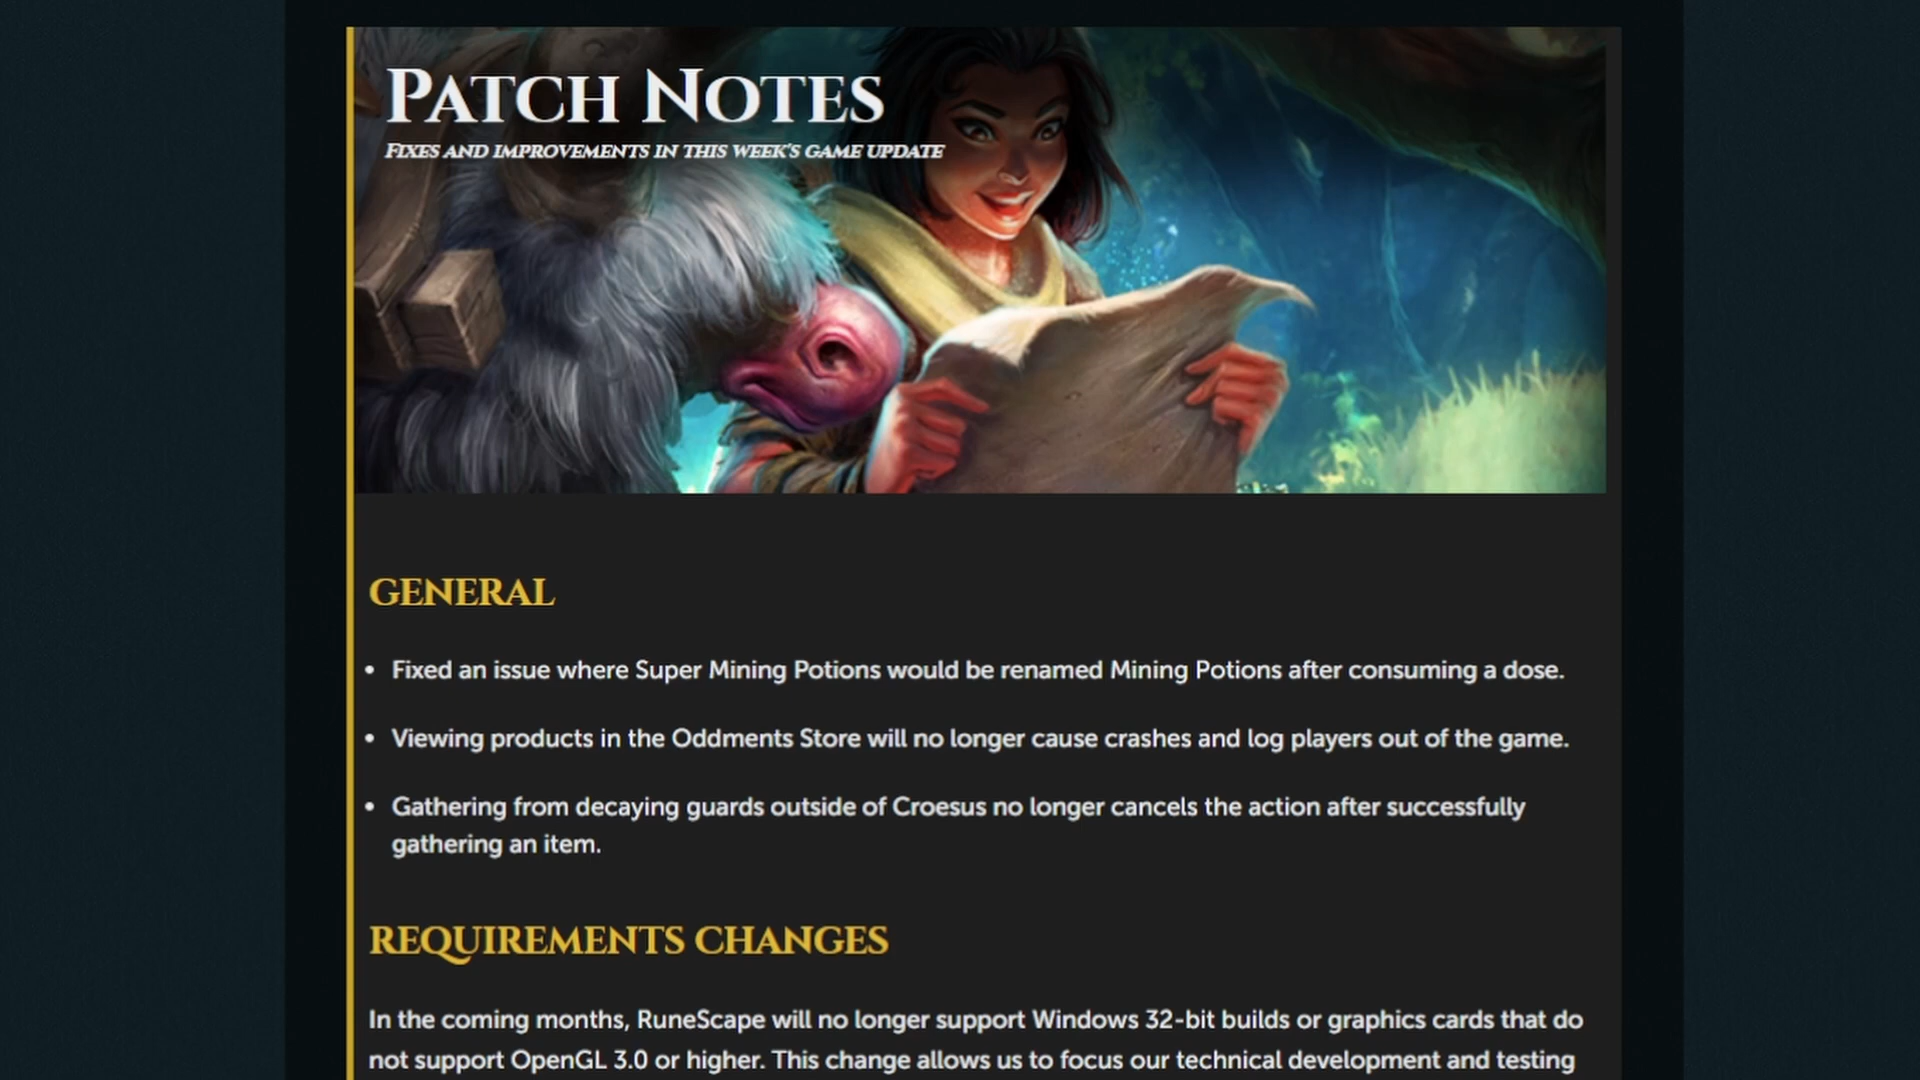 PATCH NOTES
FIXES AND IMPROVEMENTS IN THIS WEEK'S GAME UPDATE
GENERAL
• Fixed an issue where Super Mining Potions would be renamed Mining Potions after consuming a dose.
• Viewing products in the Oddments Store will no longer cause crashes and log players out of the game.
• Gathering from decaying guards outside of Croesus no longer cancels the action after successfully
gathering an item.
REQUIREMENTS CHANGES
In the coming months, RuneScape will no longer support Windows 32-bit builds or graphics cards that do
not support OpenGL 3.0 or higher. This change allows us to focus our technical development and testing